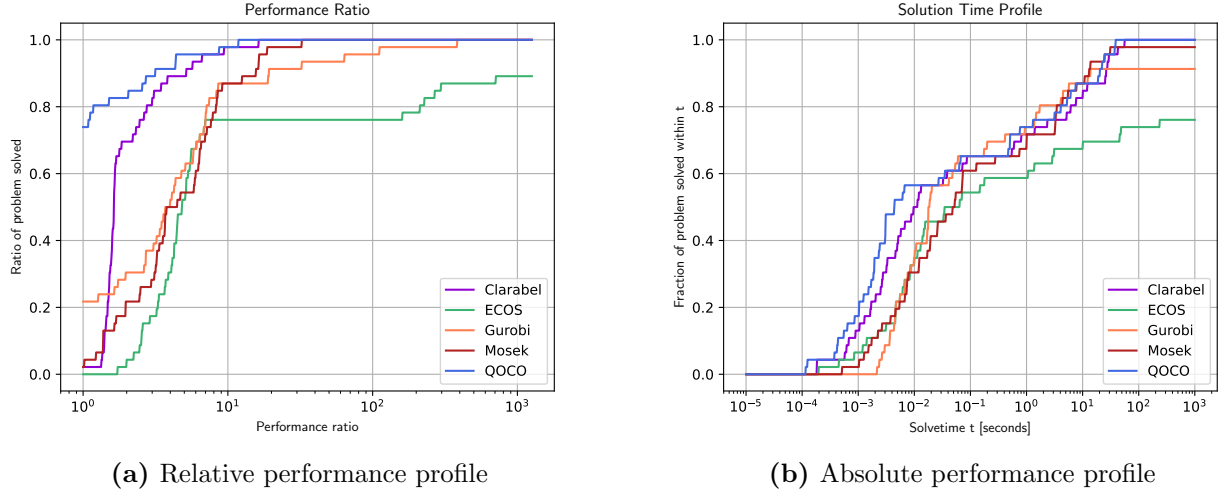 Performance Ratio
1.0
0.8
0.6
0.4
0.2
0.0
Ratio of problem solved
10^0
10^1
10^2
10^3
Performance ratio
Clarabel
ECOS
Gurobi
Mosek
QOCO
(a) Relative performance profile
Solution Time Profile
1.0
0.8
0.6
0.4
0.2
0.0
Fraction of problem solved within t
10^−5
10^−4
10^−3
10^−2
10^−1
10^0
10^1
10^2
10^3
Solvetime t [seconds]
Clarabel
ECOS
Gurobi
Mosek
QOCO
(b) Absolute performance profile